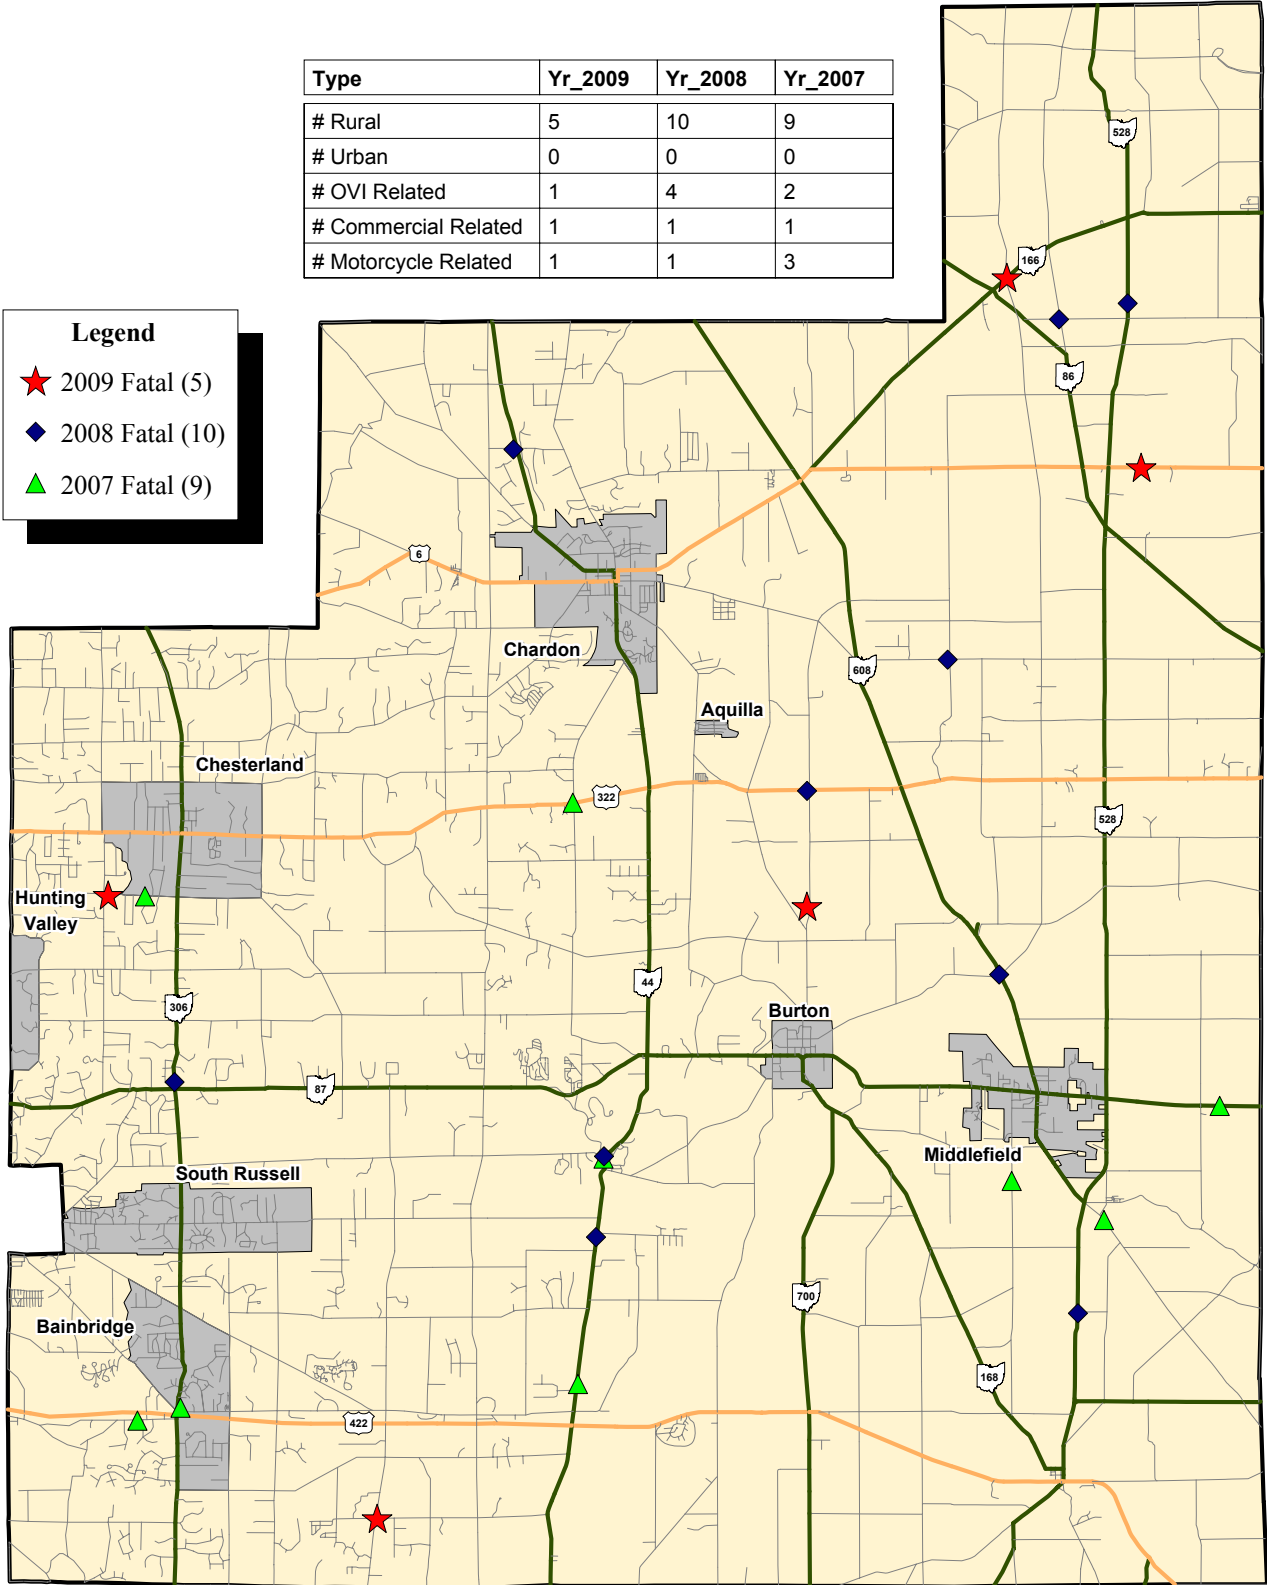 Type Yr_2009 Yr_2008 Yr_2007
# Rural 5 10 9
# Urban 0 0 0
# OVI Related 1 4 2
# Commercial Related 1 1 1
# Motorcycle Related 1 1 3
528
166
Legend
2009 Fatal (5)
2008 Fatal (10)
2007 Fatal (9)
86
6
Chardon
608
Aquilla
Chesterland
322
528
Hunting
Valley
44
306
Burton
87
Middlefield
South Russell
700
Bainbridge
168
422